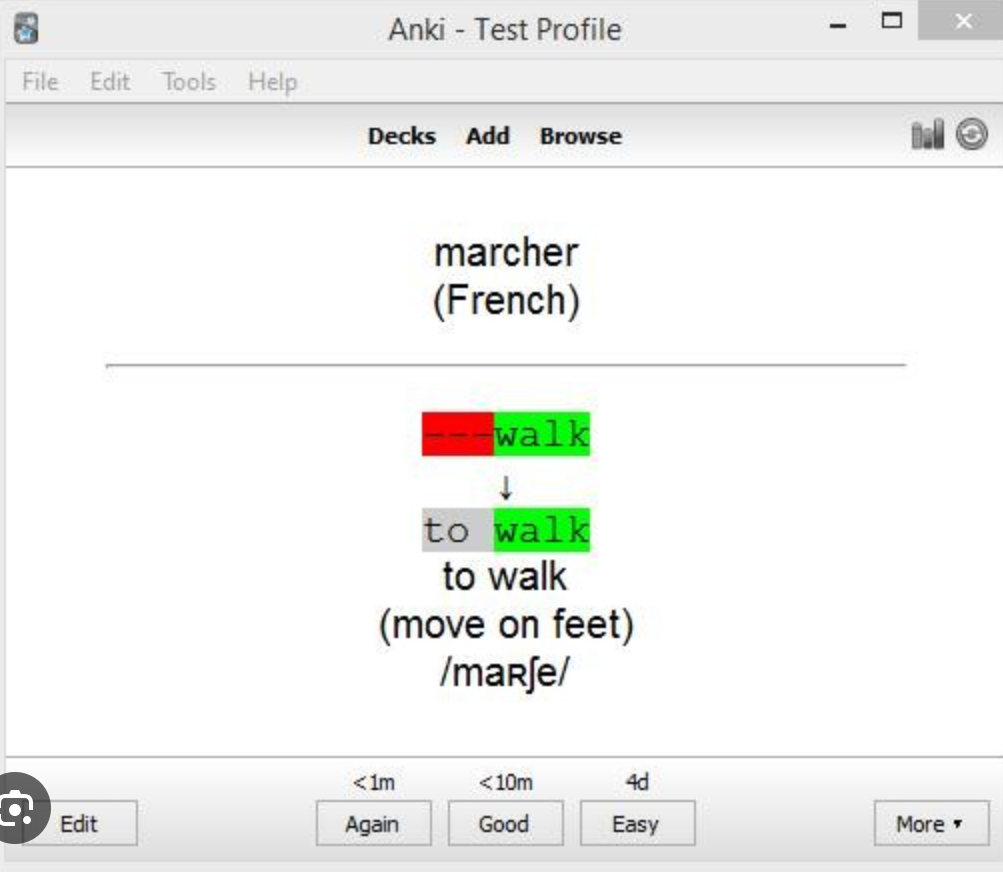 Anki - Test Profile
File Edit Tools Help
Decks Add Browse
marcher
(French)
---walk
↓
to walk
to walk
(move on feet)
/maʀʃe/
<1m <10m 4d
Edit Again Good Easy More ▾